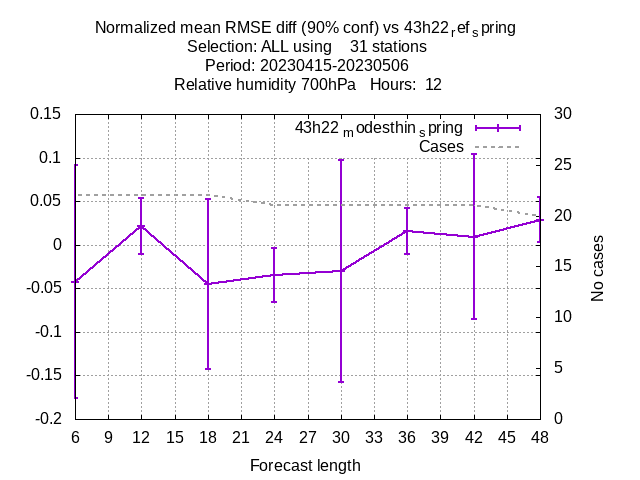 Normalized mean RMSE diff (90% conf) vs 43h22refspring
Selection: ALL using 31 stations
Period: 20230415-20230506
Relative humidity 700hPa Hours: 12
43h22modesthinspring
Cases
0.15
0.1
0.05
0
-0.05
-0.1
-0.15
-0.2
30
25
20
15
10
5
0
No cases
6 9 12 15 18 21 24 27 30 33 36 39 42 45 48
Forecast length